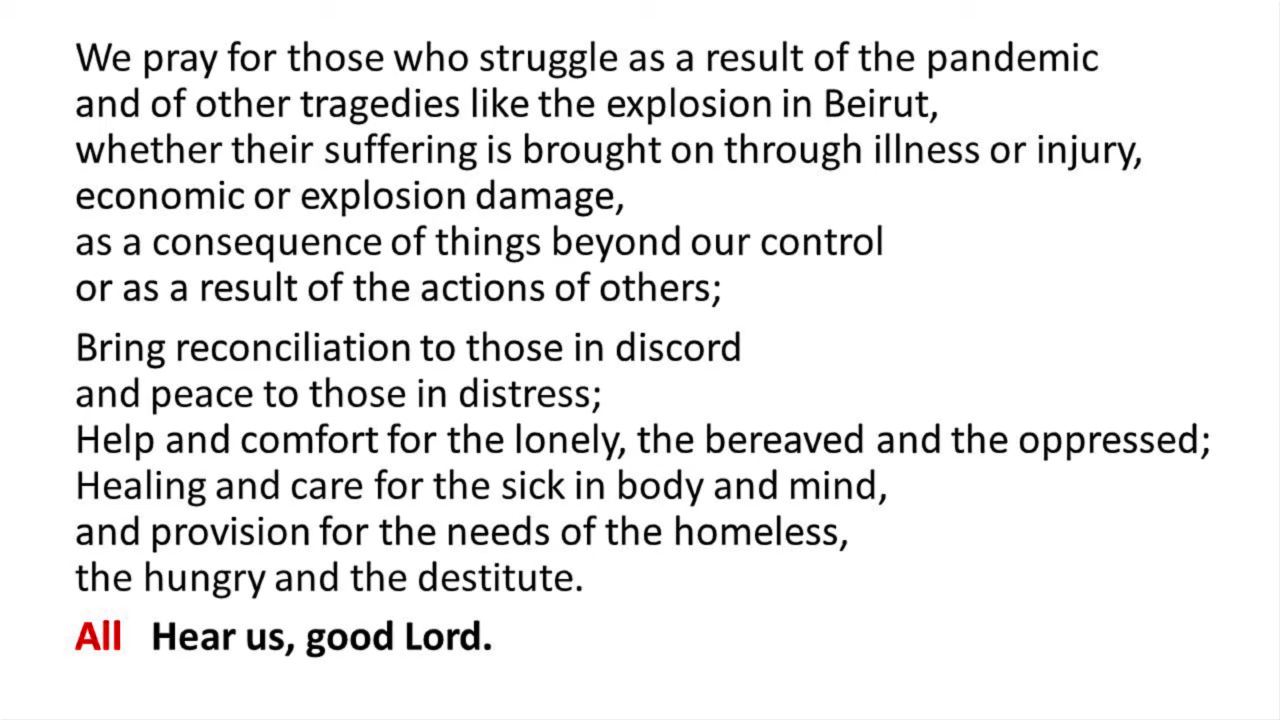 We pray for those who struggle as a result of the pandemic
and of other tragedies like the explosion in Beirut,
whether their suffering is brought on through illness or injury,
economic or explosion damage,
as a consequence of things beyond our control
or as a result of the actions of others;
Bring reconciliation to those in discord
and peace to those in distress;
Help and comfort for the lonely, the bereaved and the oppressed;
Healing and care for the sick in body and mind,
and provision for the needs of the homeless,
the hungry and the destitute.
All Hear us, good Lord.